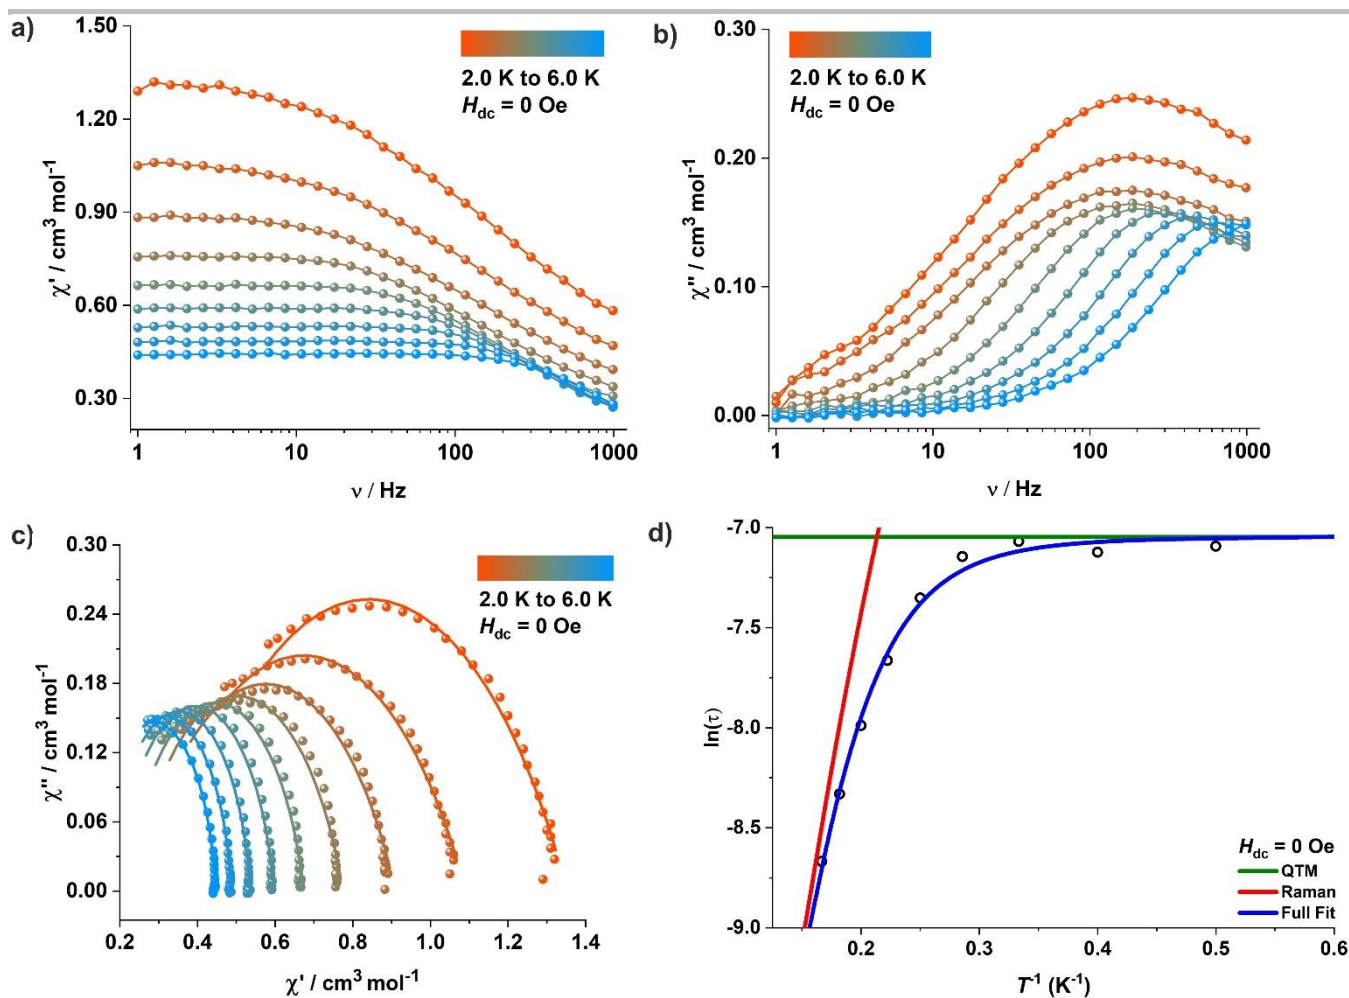 a)
1.50
1.20
0.90
0.60
0.30
χ' / cm³ mol⁻¹
2.0 K to 6.0 K
H_dc = 0 Oe
1 10 100 1000
ν / Hz
b)
0.30
0.20
0.10
0.00
χ'' / cm³ mol⁻¹
2.0 K to 6.0 K
H_dc = 0 Oe
1 10 100 1000
ν / Hz
c)
0.30
0.24
0.18
0.12
0.06
0.00
χ'' / cm³ mol⁻¹
2.0 K to 6.0 K
H_dc = 0 Oe
0.2 0.4 0.6 0.8 1.0 1.2 1.4
χ' / cm³ mol⁻¹
d)
-7.0
-7.5
-8.0
-8.5
-9.0
ln(τ)
H_dc = 0 Oe
QTM
Raman
Full Fit
0.2 0.3 0.4 0.5 0.6
T⁻¹ (K⁻¹)